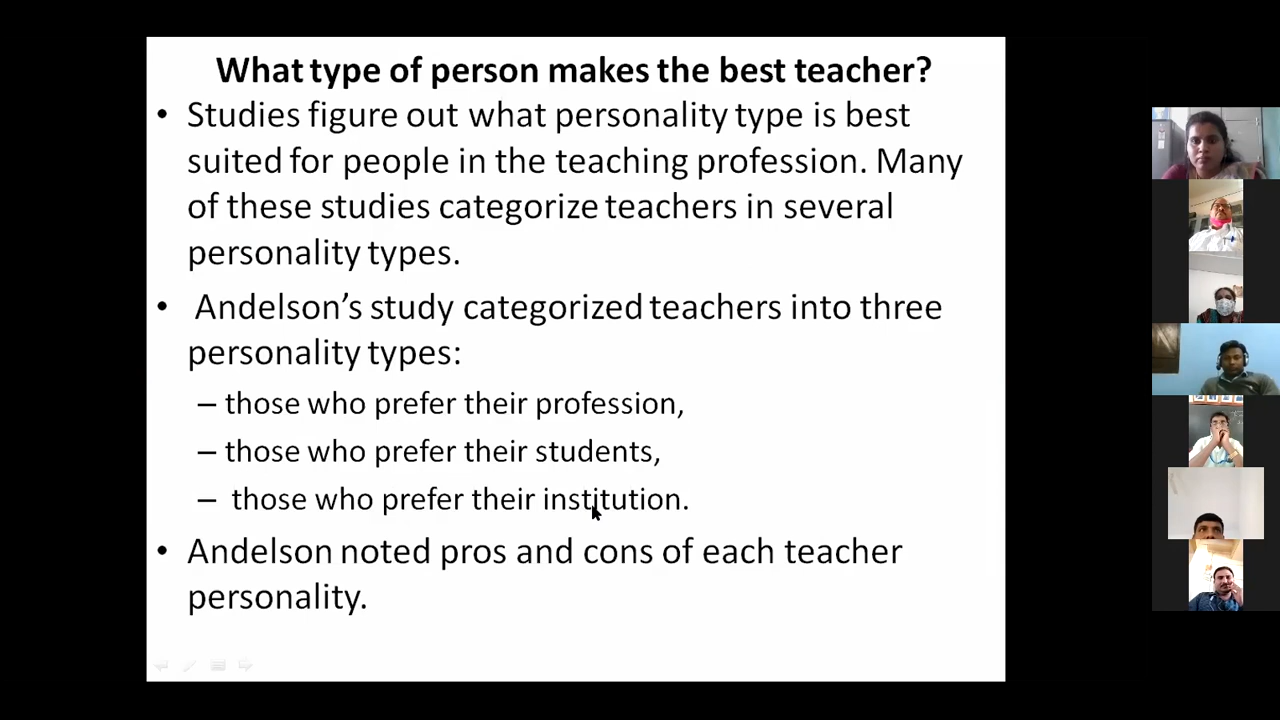 What type of person makes the best teacher?
• Studies figure out what personality type is best
suited for people in the teaching profession. Many
of these studies categorize teachers in several
personality types.
• Andelson's study categorized teachers into three
personality types:
– those who prefer their profession,
– those who prefer their students,
– those who prefer their institution.
• Andelson noted pros and cons of each teacher
personality.